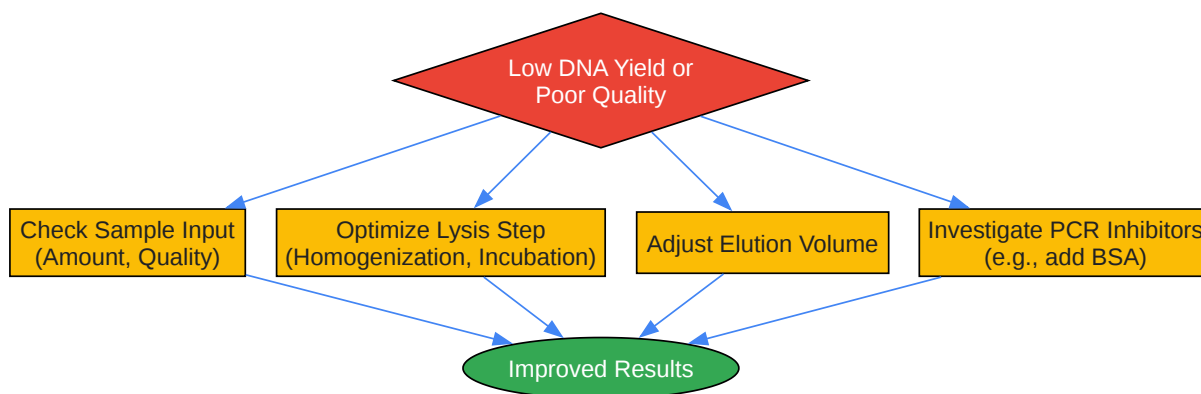 Low DNA Yield or
Poor Quality
Check Sample Input
(Amount, Quality)
Optimize Lysis Step
(Homogenization, Incubation)
Adjust Elution Volume
Investigate PCR Inhibitors
(e.g., add BSA)
Improved Results